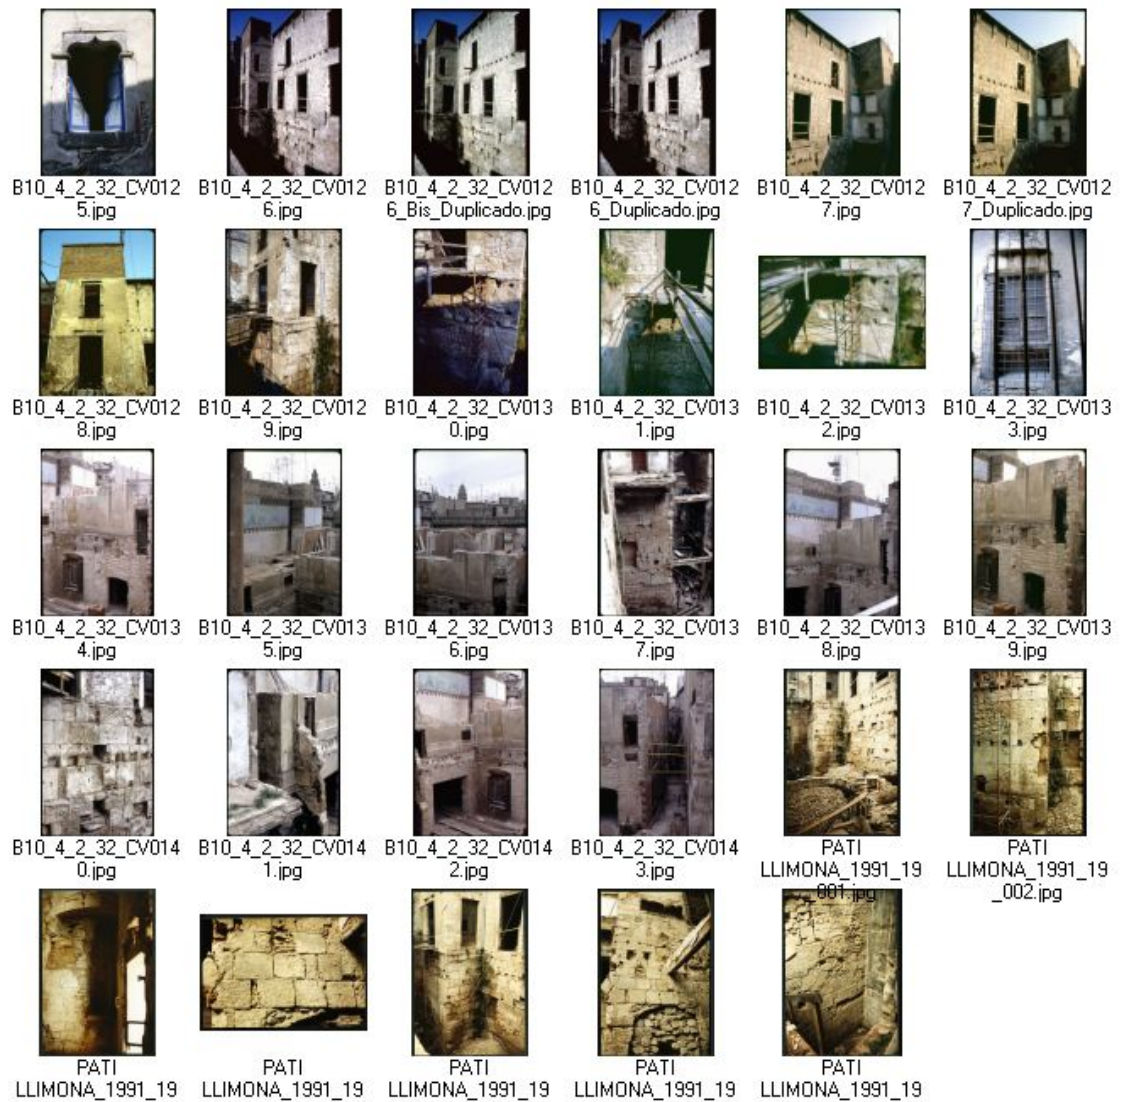 B10_4_2_32_CV012 B10_4_2_32_CV012 B10_4_2_32_CV012 B10_4_2_32_CV012 B10_4_2_32_CV012 B10_4_2_32_CV012
5.jpg 6.jpg 6_Bis_Duplicado.jpg 6_Duplicado.jpg 7.jpg 7_Duplicado.jpg
B10_4_2_32_CV012 B10_4_2_32_CV012 B10_4_2_32_CV013 B10_4_2_32_CV013 B10_4_2_32_CV013 B10_4_2_32_CV013
8.jpg 9.jpg 0.jpg 1.jpg 2.jpg 3.jpg
B10_4_2_32_CV013 B10_4_2_32_CV013 B10_4_2_32_CV013 B10_4_2_32_CV013 B10_4_2_32_CV013 B10_4_2_32_CV013
4.jpg 5.jpg 6.jpg 7.jpg 8.jpg 9.jpg
B10_4_2_32_CV014 B10_4_2_32_CV014 B10_4_2_32_CV014 B10_4_2_32_CV014 PATI PATI
0.jpg 1.jpg 2.jpg 3.jpg LLIMONA_1991_19 LLIMONA_1991_19
_001.jpg _002.jpg
PATI PATI PATI PATI PATI
LLIMONA_1991_19 LLIMONA_1991_19 LLIMONA_1991_19 LLIMONA_1991_19 LLIMONA_1991_19